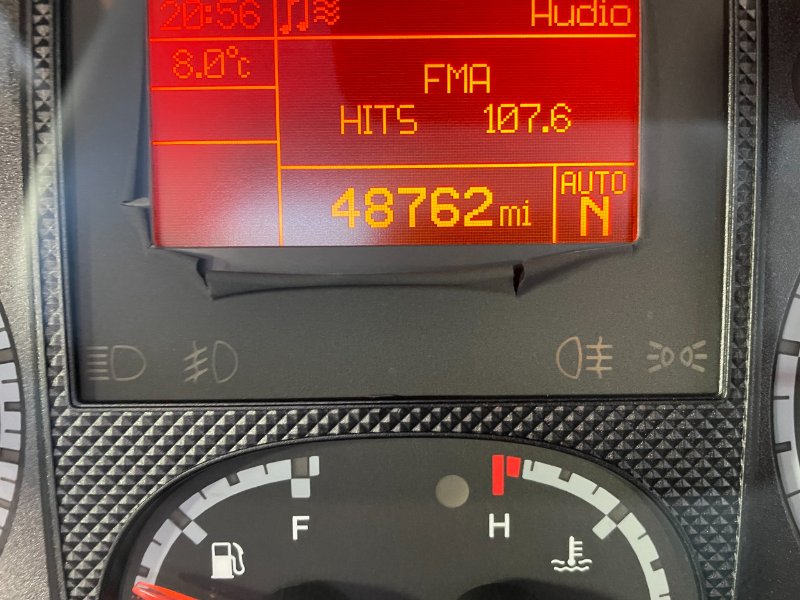 20:56 Audio
8.0°c
FMA
HITS 107.6
48762mi
AUTO
N
F H